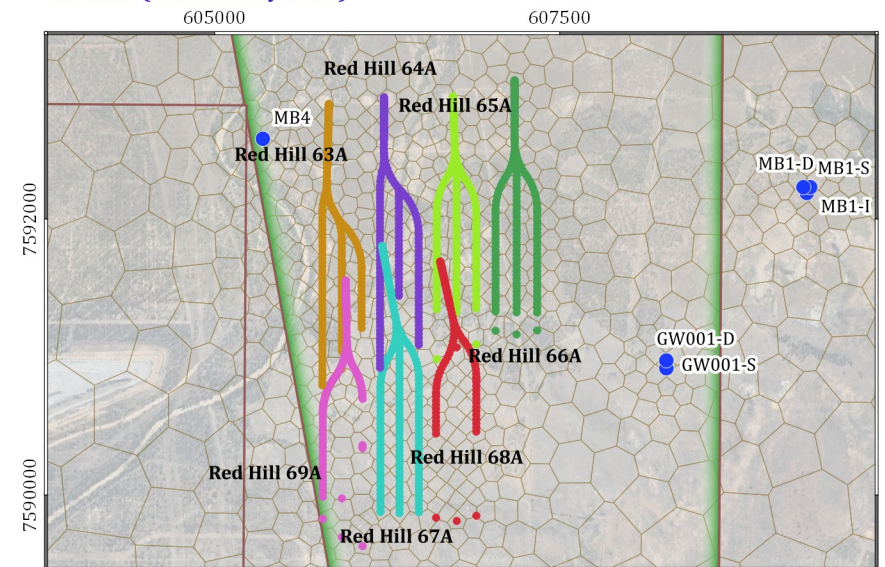 605000
607500
Red Hill 64A
Red Hill 65A
MB4
Red Hill 63A
MB1-D
MB1-S
MB1-I
7592000
GW001-D
Red Hill 66A
GW001-S
Red Hill 68A
Red Hill 69A
7590000
Red Hill 67A